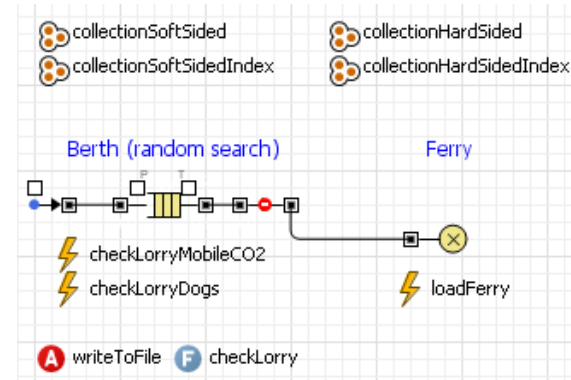 collectionSoftSided collectionHardSided
collectionSoftSidedIndex collectionHardSidedIndex
Berth (random search) Ferry
P T
checkLorryMobileCO2
checkLorryDogs loadFerry
A writeToFile F checkLorry